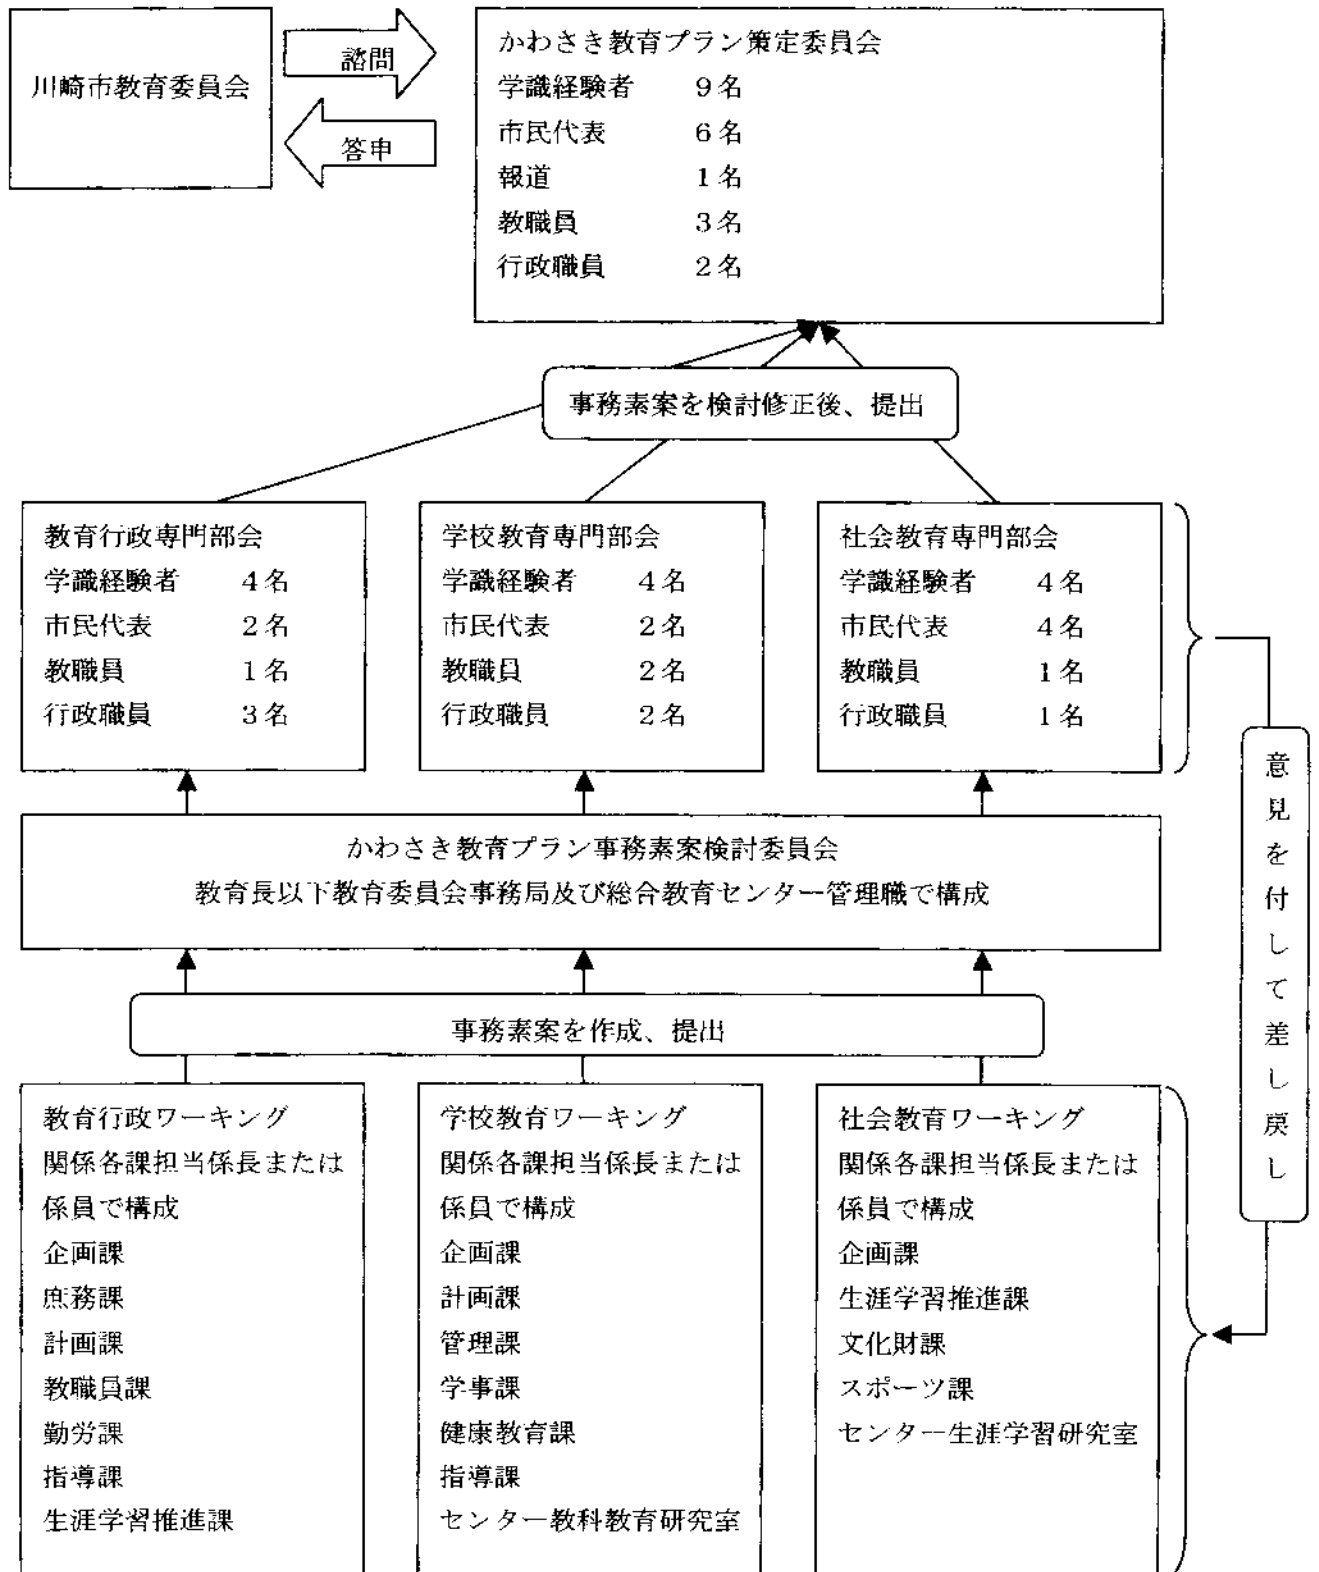 川崎市教育委員会
諮問
答申
かわさき教育プラン策定委員会
学識経験者 9名
市民代表 6名
報道 1名
教職員 3名
行政職員 2名
事務素案を検討修正後、提出
教育行政専門部会
学識経験者 4名
市民代表 2名
教職員 1名
行政職員 3名
学校教育専門部会
学識経験者 4名
市民代表 2名
教職員 2名
行政職員 2名
社会教育専門部会
学識経験者 4名
市民代表 4名
教職員 1名
行政職員 1名
意見を付して差し戻し
かわさき教育プラン事務素案検討委員会
教育長以下教育委員会事務局及び総合教育センター管理職で構成
事務素案を作成、提出
教育行政ワーキング
関係各課担当係長または
係員で構成
企画課
庶務課
計画課
教職員課
勤労課
指導課
生涯学習推進課
学校教育ワーキング
関係各課担当係長または
係員で構成
企画課
計画課
管理課
学事課
健康教育課
指導課
センター教科教育研究室
社会教育ワーキング
関係各課担当係長または
係員で構成
企画課
生涯学習推進課
文化財課
スポーツ課
センター生涯学習研究室